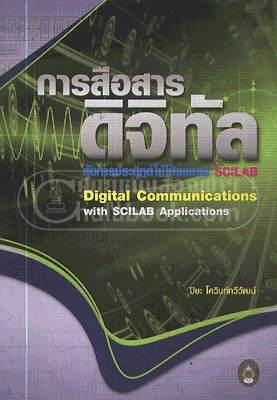 การสื่อสาร
ดิจิทัล
กับการประยุกต์ใช้โปรแกรม SCILAB
Digital Communications
with SCILAB Applications
ปิยะ โควินท์ทวีวัฒน์